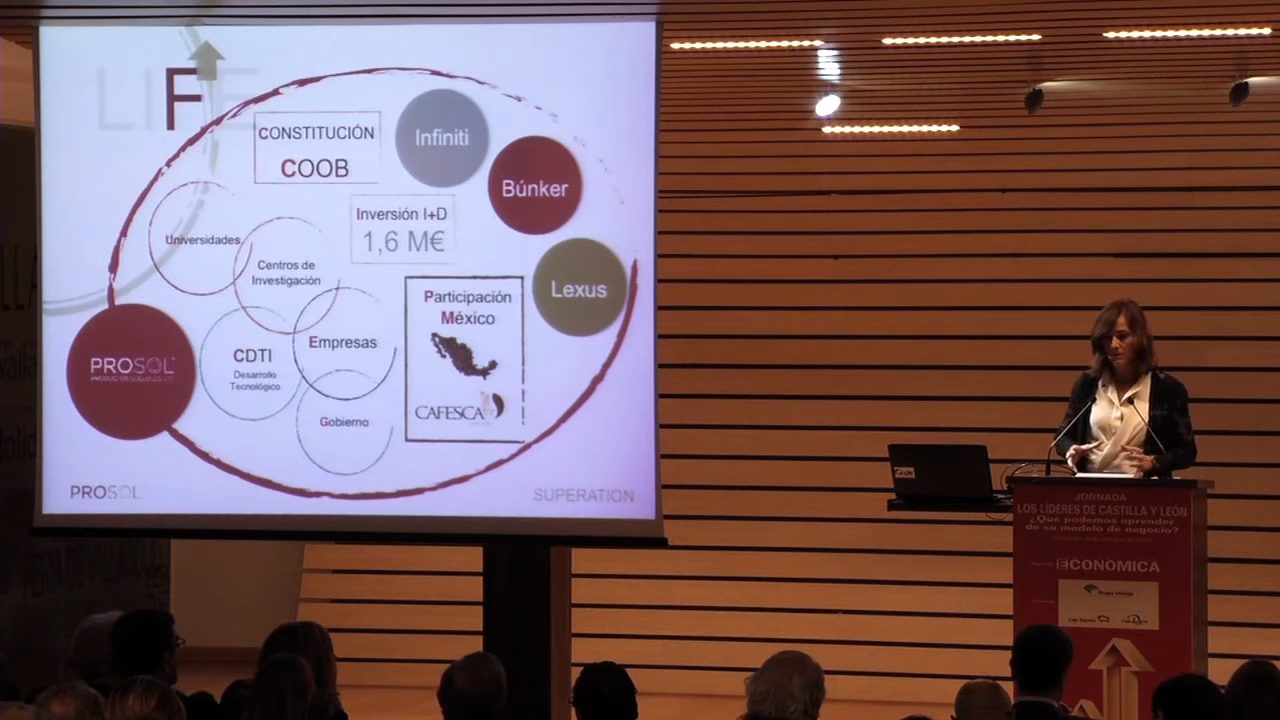 LIFE
CONSTITUCIÓN
COOB
Infiniti
Búnker
Lexus
Inversión I+D
1,6 M€
Universidades
Centros de
Investigación
CDTI
Desarrollo
Tecnológico
Empresas
Gobierno
Participación
México
CAFESCA
PROSOL
PROSOL
SUPERATION
JORNADA
LOS LÍDERES DE CASTILLA Y LEÓN
¿Qué podemos aprender
de su modelo de negocio?
ECONOMICA